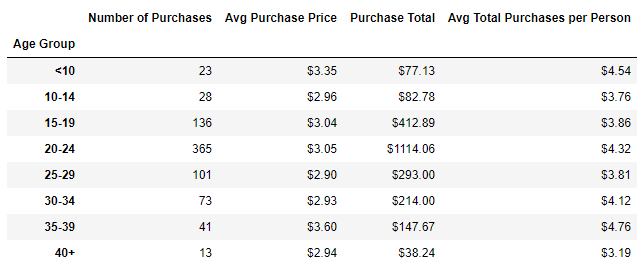 Number of Purchases Avg Purchase Price Purchase Total Avg Total Purchases per Person
Age Group
<10 23 $3.35 $77.13 $4.54
10-14 28 $2.96 $82.78 $3.76
15-19 136 $3.04 $412.89 $3.86
20-24 365 $3.05 $1114.06 $4.32
25-29 101 $2.90 $293.00 $3.81
30-34 73 $2.93 $214.00 $4.12
35-39 41 $3.60 $147.67 $4.76
40+ 13 $2.94 $38.24 $3.19